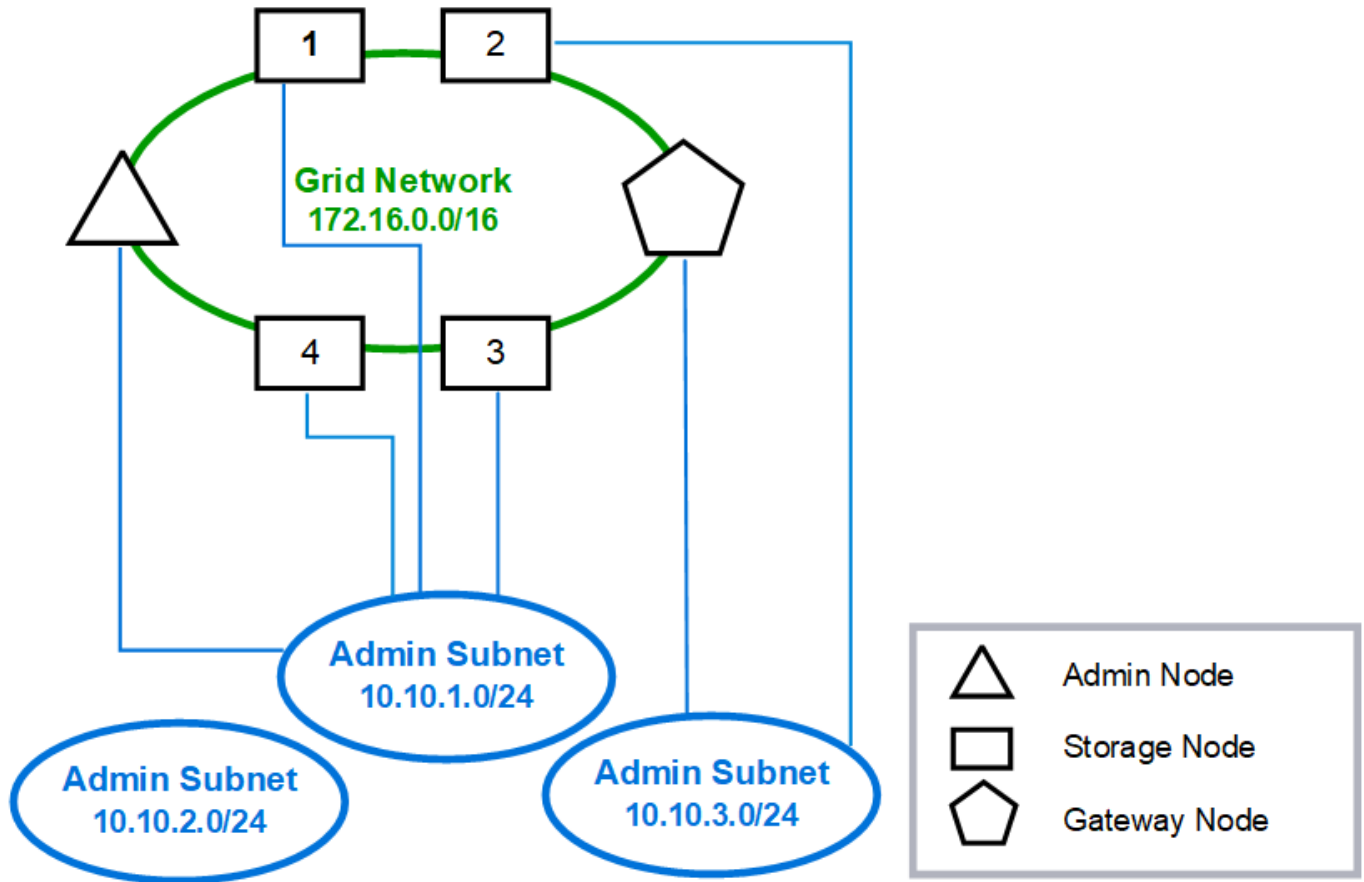 1
2
Grid Network
172.16.0.0/16
4
3
Admin Subnet
10.10.1.0/24
Admin Subnet
10.10.2.0/24
Admin Subnet
10.10.3.0/24
Admin Node
Storage Node
Gateway Node